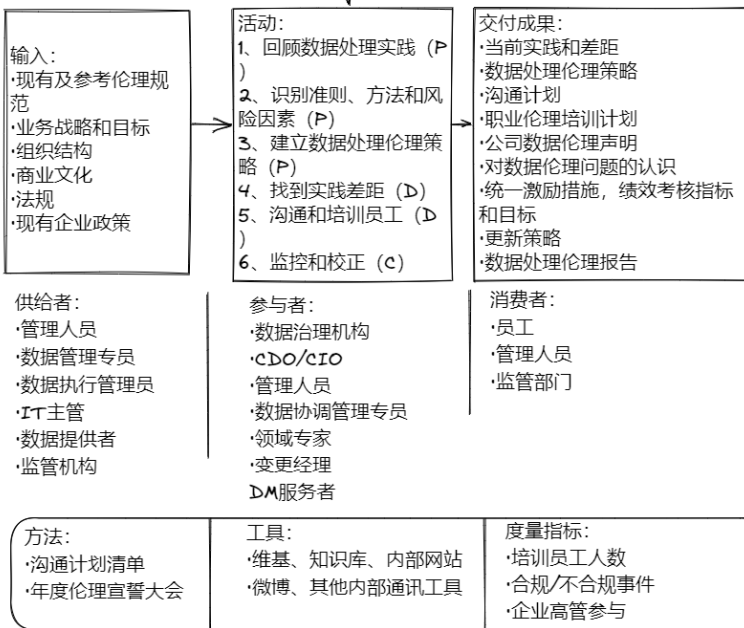 输入：
·现有及参考伦理规
范
·业务战略和目标
·组织结构
·商业文化
·法规
·现有企业政策
活动：
1、回顾数据处理实践（P
）
2、识别准则、方法和风
险因素（P）
3、建立数据处理伦理策
略（P）
4、找到实践差距（D）
5、沟通和培训员工（D
）
6、监控和校正（C）
交付成果：
·当前实践和差距
·数据处理伦理策略
·沟通计划
·职业伦理培训计划
·公司数据伦理声明
·对数据伦理问题的认识
·统一激励措施，绩效考核指标
和目标
·更新策略
·数据处理伦理报告
供给者：
·管理人员
·数据管理专员
·数据执行管理员
·IT主管
·数据提供者
·监管机构
参与者：
·数据治理机构
·CDO/CIO
·管理人员
·数据协调管理专员
·领域专家
·变更经理
DM服务者
消费者：
·员工
·管理人员
·监管部门
方法：
·沟通计划清单
·年度伦理宣誓大会
工具：
·维基、知识库、内部网站
·微博、其他内部通讯工具
度量指标：
·培训员工人数
·合规/不合规事件
·企业高管参与